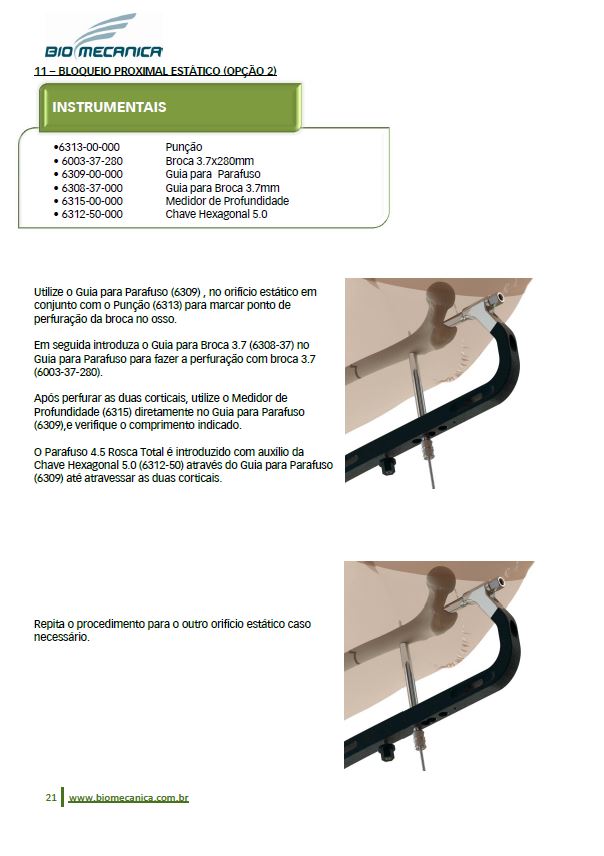 BIOMECANICA
11 – BLOQUEIO PROXIMAL ESTÁTICO (OPÇÃO 2)
INSTRUMENTAIS
•6313-00-000 Punção
• 6003-37-280 Broca 3.7x280mm
• 6309-00-000 Guia para Parafuso
• 6308-37-000 Guia para Broca 3.7mm
• 6315-00-000 Medidor de Profundidade
• 6312-50-000 Chave Hexagonal 5.0
Utilize o Guia para Parafuso (6309) , no orifício estático em
conjunto com o Punção (6313) para marcar ponto de
perfuração da broca no osso.
Em seguida introduza o Guia para Broca 3.7 (6308-37) no
Guia para Parafuso para fazer a perfuração com broca 3.7
(6003-37-280).
Após perfurar as duas corticais, utilize o Medidor de
Profundidade (6315) diretamente no Guia para Parafuso
(6309),e verifique o comprimento indicado.
O Parafuso 4.5 Rosca Total é introduzido com auxílio da
Chave Hexagonal 5.0 (6312-50) através do Guia para Parafuso
(6309) até atravessar as duas corticais.
Repita o procedimento para o outro orifício estático caso
necessário.
21 www.biomecanica.com.br